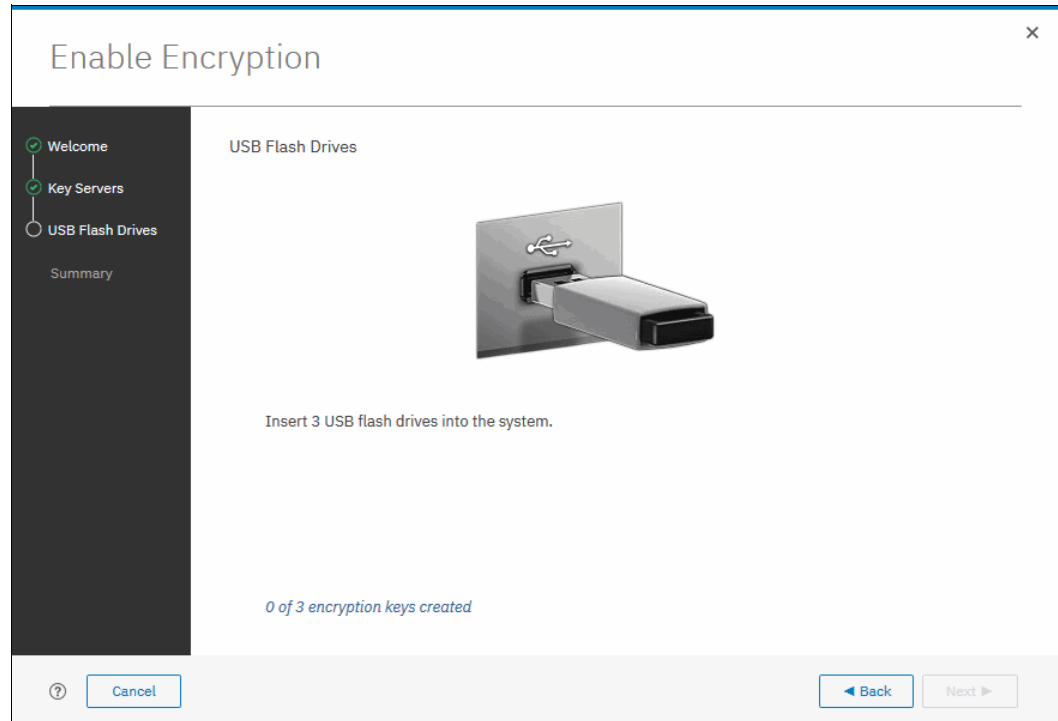 Enable Encryption
Welcome
Key Servers
USB Flash Drives
Summary
USB Flash Drives
Insert 3 USB flash drives into the system.
0 of 3 encryption keys created
? Cancel
◀ Back
Next ▶